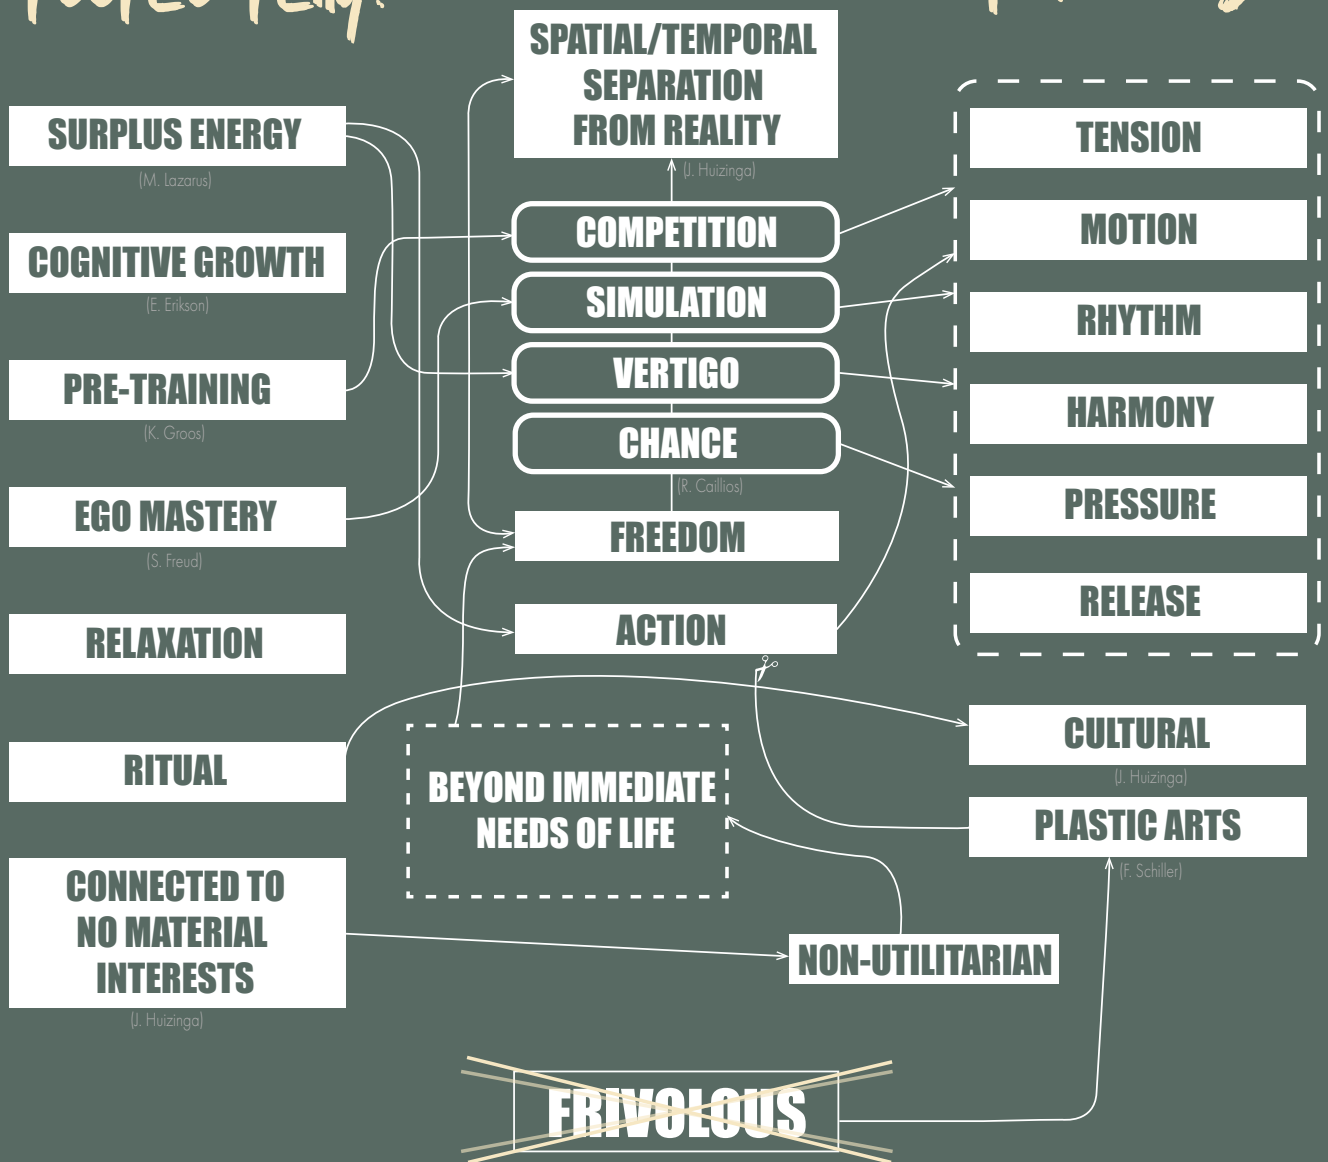 SURPLUS ENERGY
(M. Lazarus)
COGNITIVE GROWTH
(E. Erikson)
PRE-TRAINING
(K. Groos)
EGO MASTERY
(S. Freud)
RELAXATION
RITUAL
CONNECTED TO
NO MATERIAL
INTERESTS
(J. Huizinga)
SPATIAL/TEMPORAL
SEPARATION
FROM REALITY
(J. Huizinga)
COMPETITION
SIMULATION
VERTIGO
CHANCE
(R. Caillios)
FREEDOM
ACTION
BEYOND IMMEDIATE
NEEDS OF LIFE
NON-UTILITARIAN
FRIVOLOUS
TENSION
MOTION
RHYTHM
HARMONY
PRESSURE
RELEASE
CULTURAL
(J. Huizinga)
PLASTIC ARTS
(F. Schiller)